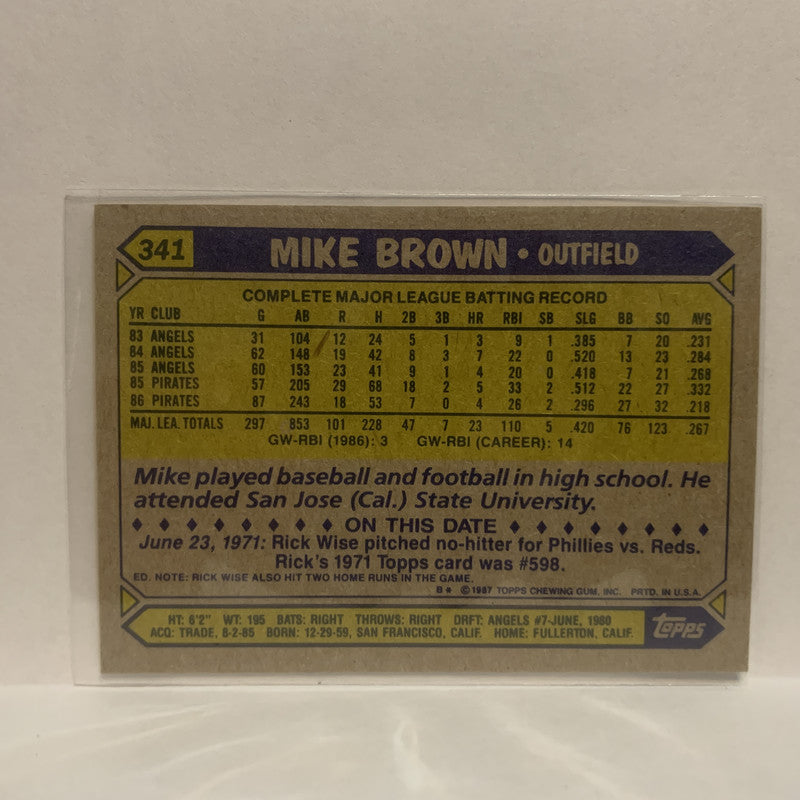 341 MIKE BROWN • OUTFIELD
COMPLETE MAJOR LEAGUE BATTING RECORD
YR CLUB G AB R H 2B 3B HR RBI SB SLG BB SO AVG
83 ANGELS 31 104 12 24 5 1 3 9 1 .385 7 20 .231
84 ANGELS 62 148 19 42 8 3 7 22 0 .520 13 23 .284
85 ANGELS 60 153 23 41 9 1 4 20 0 .418 7 21 .268
85 PIRATES 57 205 29 68 18 2 5 33 2 .512 22 27 .332
86 PIRATES 87 243 18 53 7 0 4 26 2 .296 27 32 .218
MAJ. LEA. TOTALS 297 853 101 228 47 7 23 110 5 .420 76 123 .267
GW-RBI (1986): 3 GW-RBI (CAREER): 14
Mike played baseball and football in high school. He
attended San Jose (Cal.) State University.
♦ ♦ ♦ ♦ ♦ ♦ ♦ ♦ ON THIS DATE ♦ ♦ ♦ ♦ ♦ ♦ ♦ ♦
June 23, 1971: Rick Wise pitched no-hitter for Phillies vs. Reds.
Rick's 1971 Topps card was #598.
ED. NOTE: RICK WISE ALSO HIT TWO HOME RUNS IN THE GAME.
B* © 1987 TOPPS CHEWING GUM, INC. PRTD. IN U.S.A.
HT: 6'2" WT: 195 BATS: RIGHT THROWS: RIGHT DRFT: ANGELS #7-JUNE, 1980
ACQ: TRADE, 8-2-85 BORN: 12-29-59, SAN FRANCISCO, CALIF. HOME: FULLERTON, CALIF.
topps